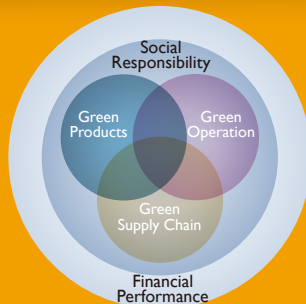 Social
Responsibility
Green
Products
Green
Operation
Green
Supply Chain
Financial
Performance